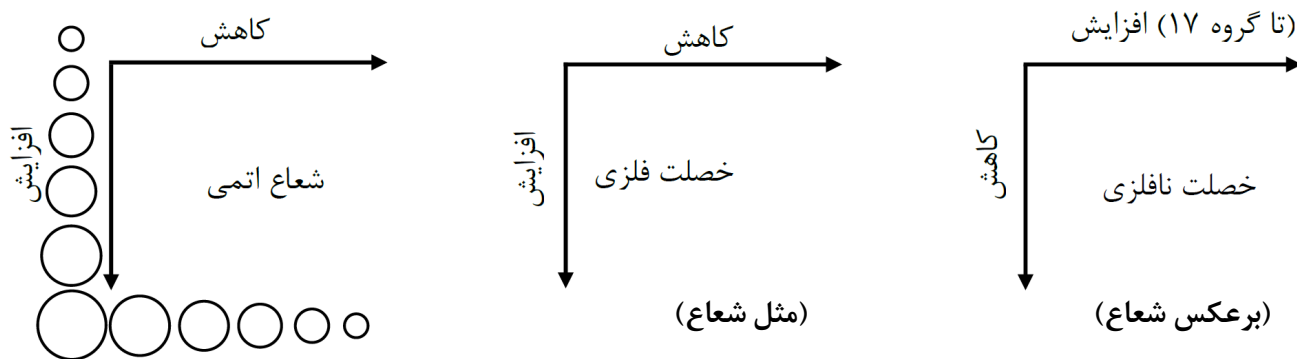 (تا گروه ۱۷) افزایش
کاهش
خصلت نافلزی
(برعکس شعاع)
کاهش
افزایش
خصلت فلزی
(مثل شعاع)
کاهش
افزایش
شعاع اتمی